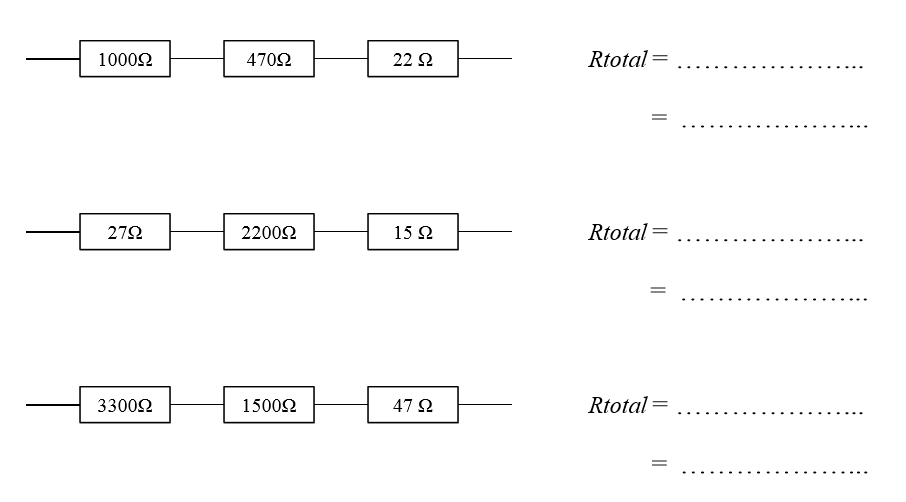 1000Ω 470Ω 22 Ω Rtotal = …………………..
= …………………...
27Ω 2200Ω 15 Ω Rtotal = …………………..
= …………………...
3300Ω 1500Ω 47 Ω Rtotal = …………………..
= …………………...